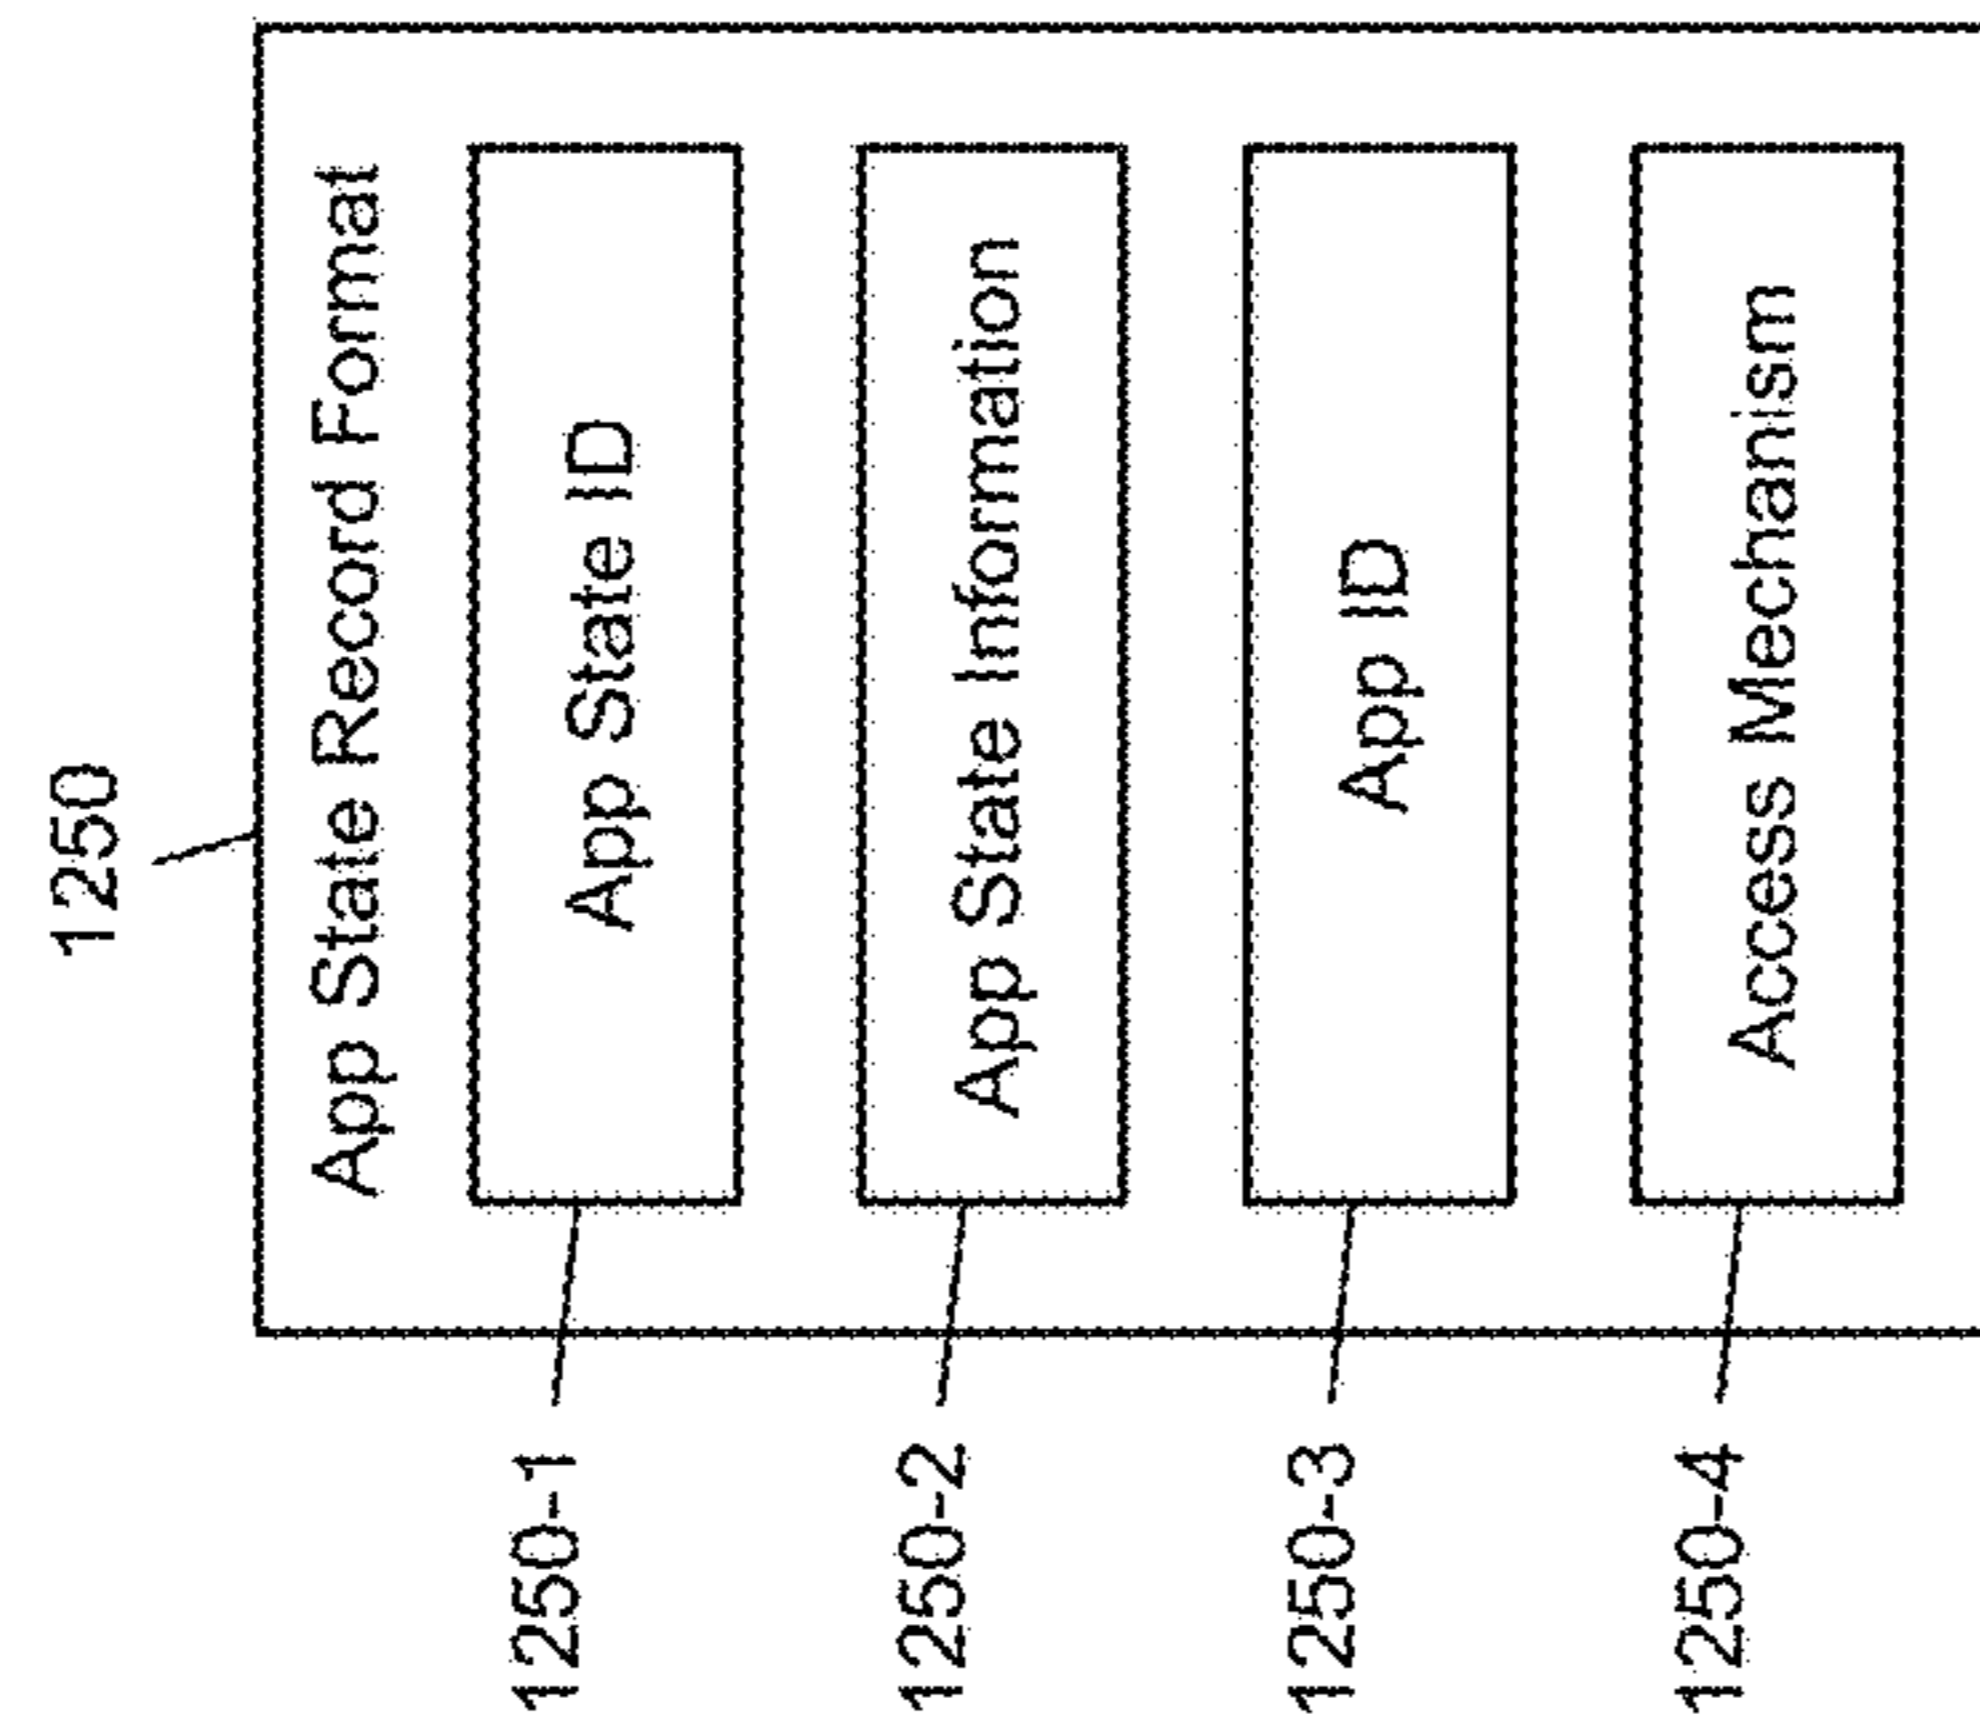 1250
App State Record Format
1250-1
App State ID
1250-2
App State Information
1250-3
App ID
1250-4
Access Mechanism